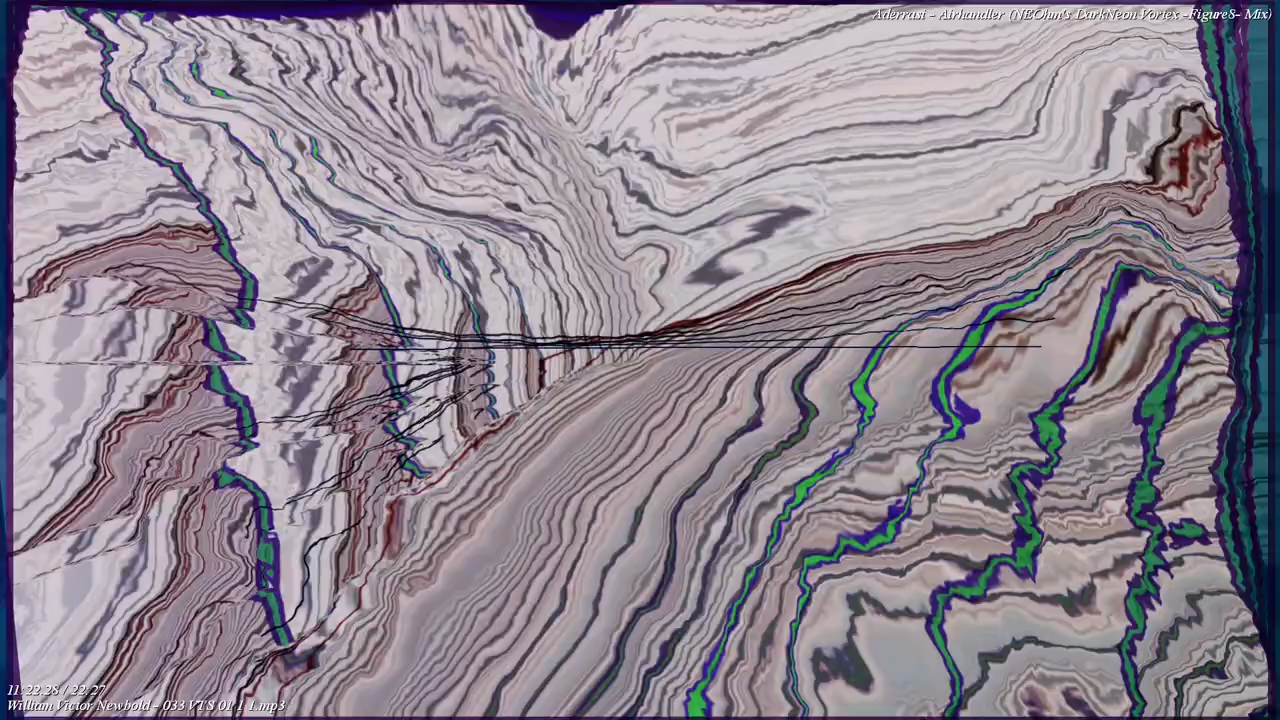 Aderrasi - Airhandler (NEOhm's DarkNeon Vortex -Figure8- Mix)
11:22.28 / 22:27
William Victor Newbold - 033 VTS 01 1 1.mp3